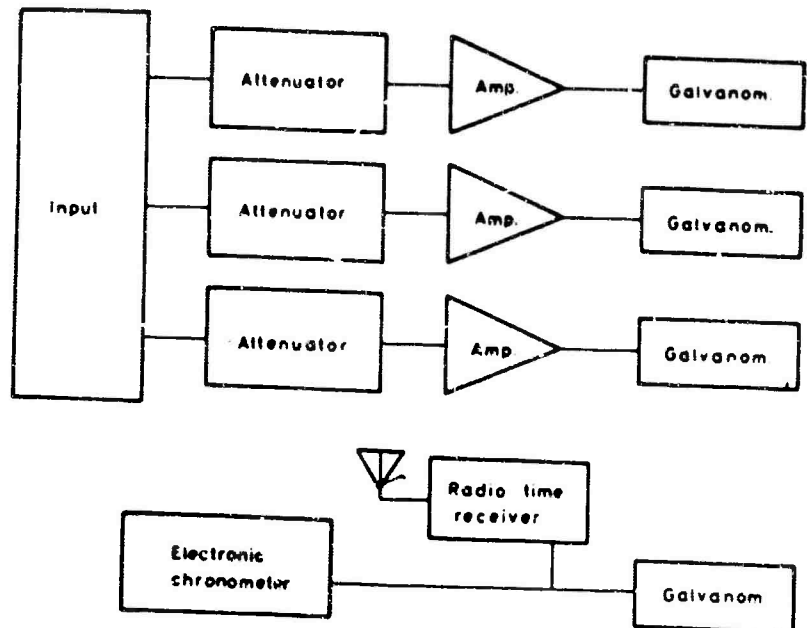 Attenuator
Amp.
Galvanom.
Input
Attenuator
Amp.
Galvanom.
Attenuator
Amp
Galvanom
Radio time
receiver
Electronic
chronometer
Galvanom